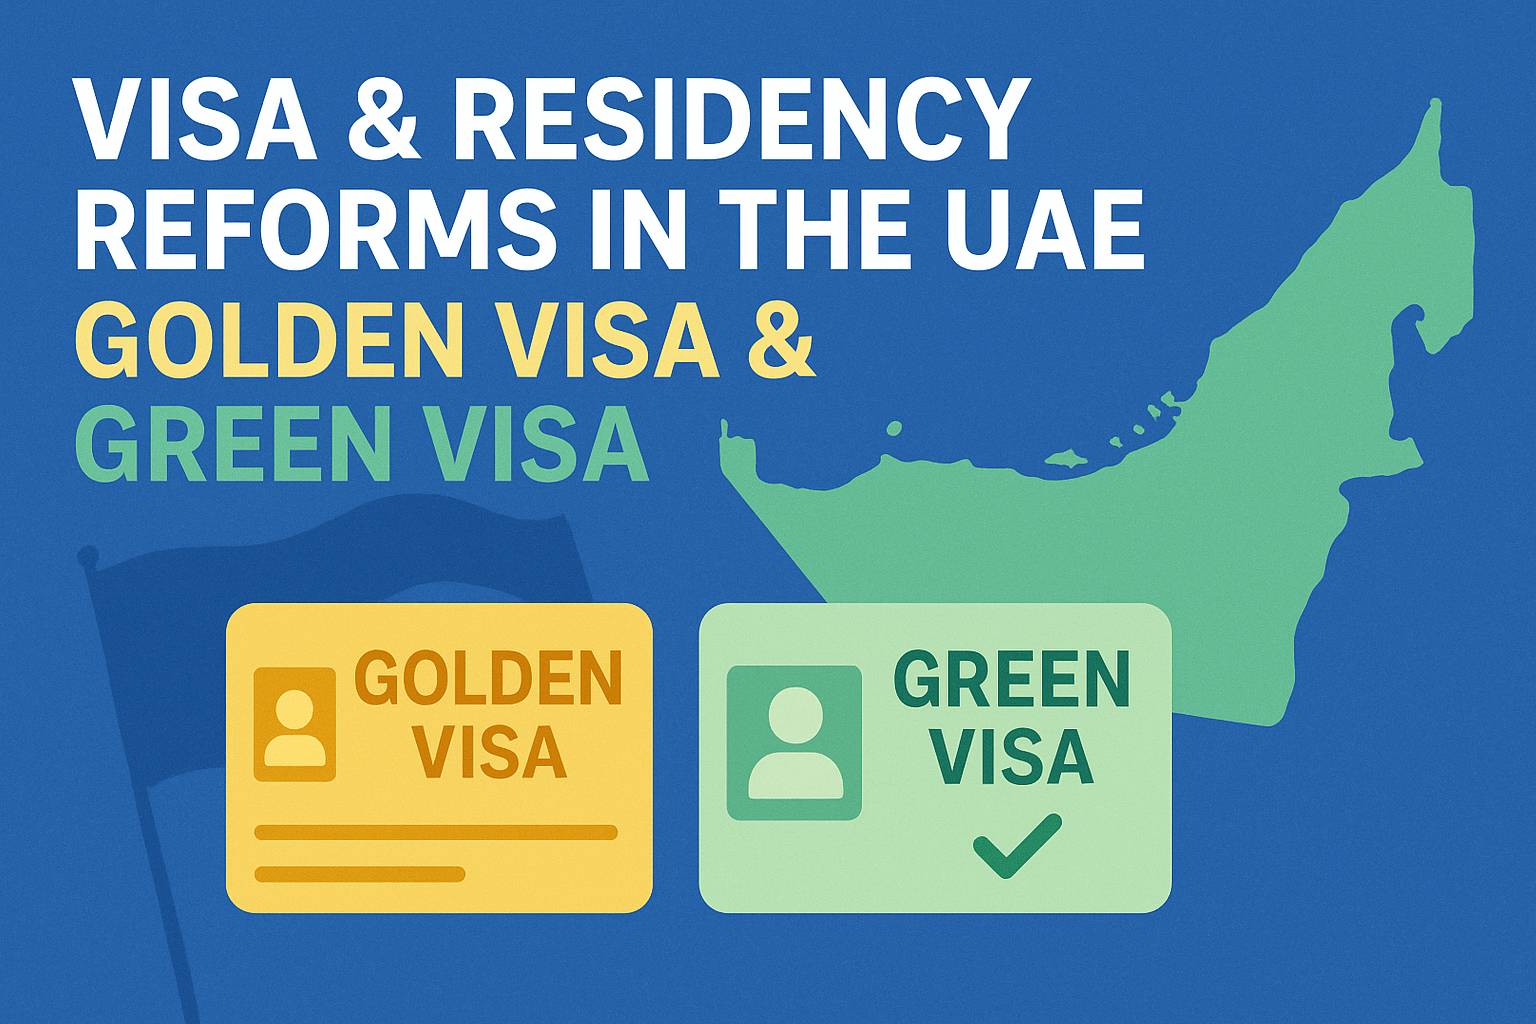 VISA & RESIDENCY
REFORMS IN THE UAE
GOLDEN VISA &
GREEN VISA
GOLDEN
VISA
GREEN
VISA